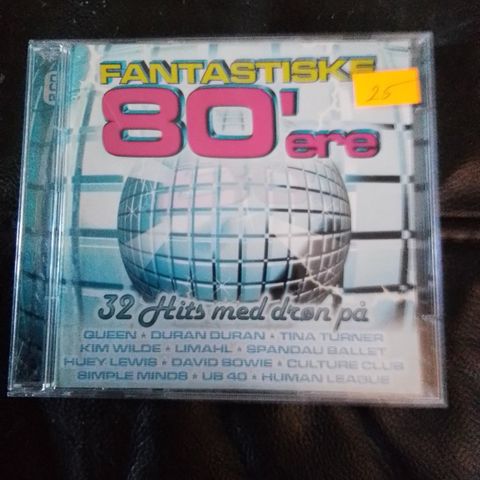 FANTASTISKE
25
80'ere
32 Hits med drøn på
QUEEN ★ DURAN DURAN ★ TINA TURNER
KIM WILDE ★ LIMAHL ★ SPANDAU BALLET
HUEY LEWIS ★ DAVID BOWIE ★ CULTURE CLUB
SIMPLE MINDS ★ UB 40 ★ HUMAN LEAGUE